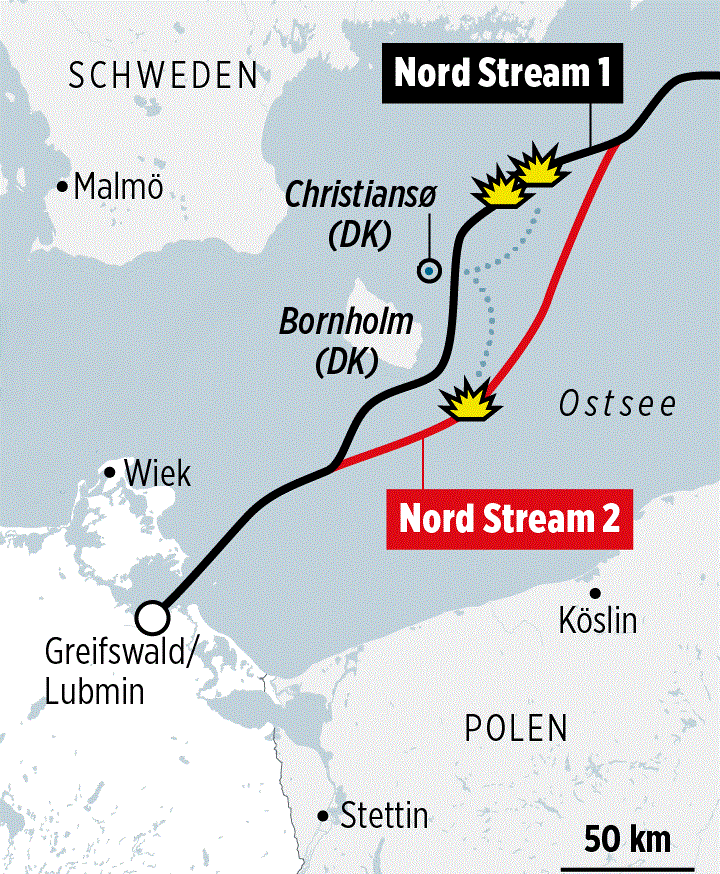 SCHWEDEN
Nord Stream 1
Malmö
Christiansø
(DK)
Bornholm
(DK)
Ostsee
Wiek
Nord Stream 2
Köslin
Greifswald/
Lubmin
POLEN
Stettin
50 km